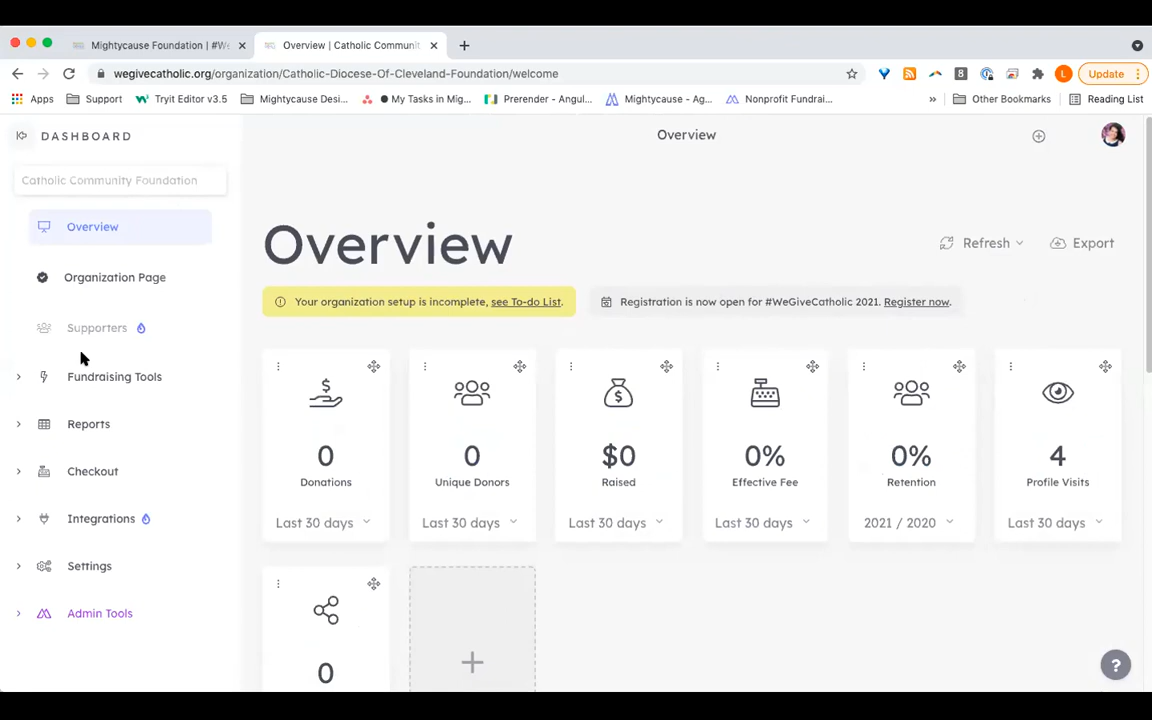 Mightycause Foundation | #We
Overview | Catholic Communit
wegivecatholic.org/organization/Catholic-Diocese-Of-Cleveland-Foundation/welcome
L
Update
Apps
Support
Tryit Editor v3.5
Mightycause Desi...
My Tasks in Mig...
Prerender - Angul...
Mightycause - Ag...
Nonprofit Fundrai...
»
Other Bookmarks
Reading List
DASHBOARD
Overview
Catholic Community Foundation
Overview
Organization Page
Supporters
Fundraising Tools
Reports
Checkout
Integrations
Settings
Admin Tools
Overview
Refresh
Export
Your organization setup is incomplete, see To-do List.
Registration is now open for #WeGiveCatholic 2021. Register now.
0
Donations
Last 30 days
0
Unique Donors
Last 30 days
$0
Raised
Last 30 days
0%
Effective Fee
Last 30 days
0%
Retention
2021 / 2020
4
Profile Visits
Last 30 days
0
+
?